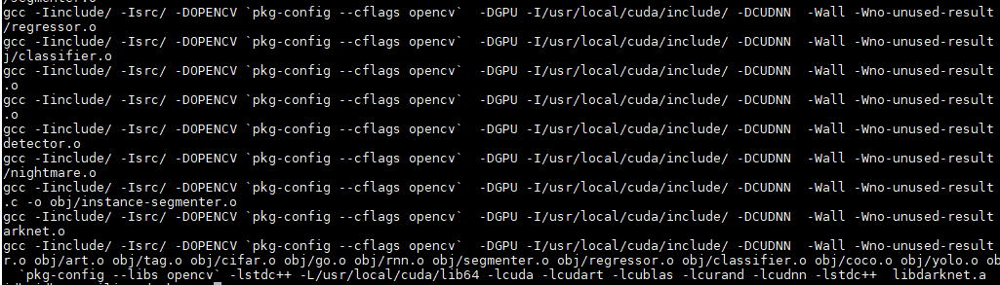 gcc -Iinclude/ -Isrc/ -DOPENCV `pkg-config --cflags opencv`  -DGPU -I/usr/local/cuda/include/ -DCUDNN  -Wall -Wno-unused-result
/regressor.o
gcc -Iinclude/ -Isrc/ -DOPENCV `pkg-config --cflags opencv`  -DGPU -I/usr/local/cuda/include/ -DCUDNN  -Wall -Wno-unused-result
j/classifier.o
gcc -Iinclude/ -Isrc/ -DOPENCV `pkg-config --cflags opencv`  -DGPU -I/usr/local/cuda/include/ -DCUDNN  -Wall -Wno-unused-result
.o
gcc -Iinclude/ -Isrc/ -DOPENCV `pkg-config --cflags opencv`  -DGPU -I/usr/local/cuda/include/ -DCUDNN  -Wall -Wno-unused-result
.o
gcc -Iinclude/ -Isrc/ -DOPENCV `pkg-config --cflags opencv`  -DGPU -I/usr/local/cuda/include/ -DCUDNN  -Wall -Wno-unused-result
detector.o
gcc -Iinclude/ -Isrc/ -DOPENCV `pkg-config --cflags opencv`  -DGPU -I/usr/local/cuda/include/ -DCUDNN  -Wall -Wno-unused-result
/nightmare.o
gcc -Iinclude/ -Isrc/ -DOPENCV `pkg-config --cflags opencv`  -DGPU -I/usr/local/cuda/include/ -DCUDNN  -Wall -Wno-unused-result
.c -o obj/instance-segmenter.o
gcc -Iinclude/ -Isrc/ -DOPENCV `pkg-config --cflags opencv`  -DGPU -I/usr/local/cuda/include/ -DCUDNN  -Wall -Wno-unused-result
arknet.o
gcc -Iinclude/ -Isrc/ -DOPENCV `pkg-config --cflags opencv`  -DGPU -I/usr/local/cuda/include/ -DCUDNN  -Wall -Wno-unused-result
r.o obj/art.o obj/tag.o obj/cifar.o obj/go.o obj/rnn.o obj/segmenter.o obj/regressor.o obj/classifier.o obj/coco.o obj/yolo.o ob
`pkg-config --libs opencv` -lstdc++ -L/usr/local/cuda/lib64 -lcuda -lcudart -lcublas -lcurand -lcudnn -lstdc++  libdarknet.a